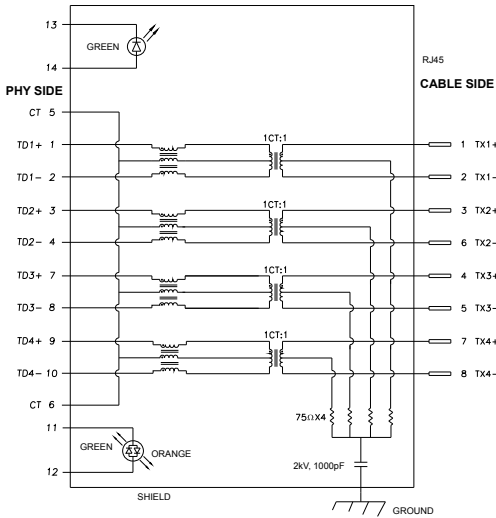 13
GREEN
14
RJ45
PHY SIDE
CABLE SIDE
CT 5
1CT:1
TD1+ 1
1 TX1+
TD1- 2
2 TX1-
1CT:1
TD2+ 3
3 TX2+
TD2- 4
6 TX2-
1CT:1
TD3+ 7
4 TX3+
TD3- 8
5 TX3-
1CT:1
TD4+ 9
7 TX4+
TD4- 10
8 TX4-
CT 6
75ΩX4
11
GREEN
ORANGE
12
2kV, 1000pF
SHIELD
GROUND